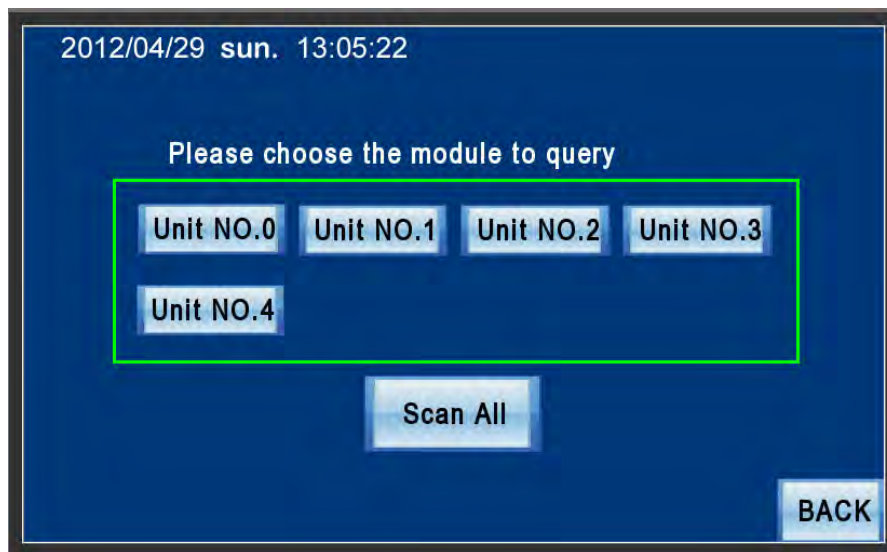 2012/04/29 sun. 13:05:22
Please choose the module to query
Unit NO.0 Unit NO.1 Unit NO.2 Unit NO.3
Unit NO.4
Scan All
BACK